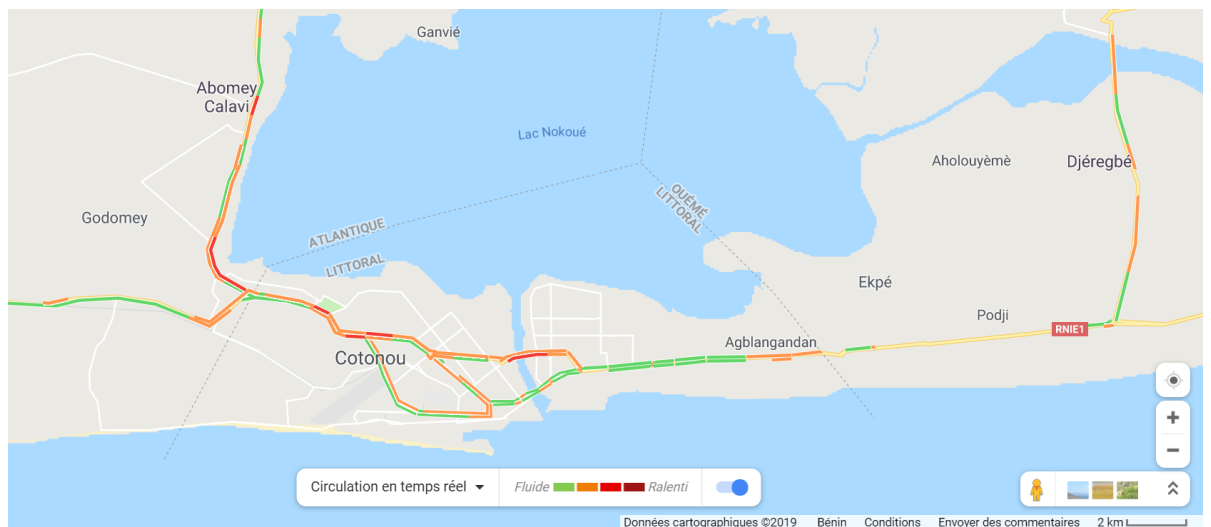 Ganvié
Abomey
Calavi
Lac Nokoué
Aholouyèmè
Djéregbé
OUÉMÉ
LITTORAL
Godomey
ATLANTIQUE
LITTORAL
Ekpé
Podji
RNIE1
Agblangandan
Cotonou
Circulation en temps réel
Fluide
Ralenti
Données cartographiques ©2019
Bénin
Conditions
Envoyer des commentaires
2 km